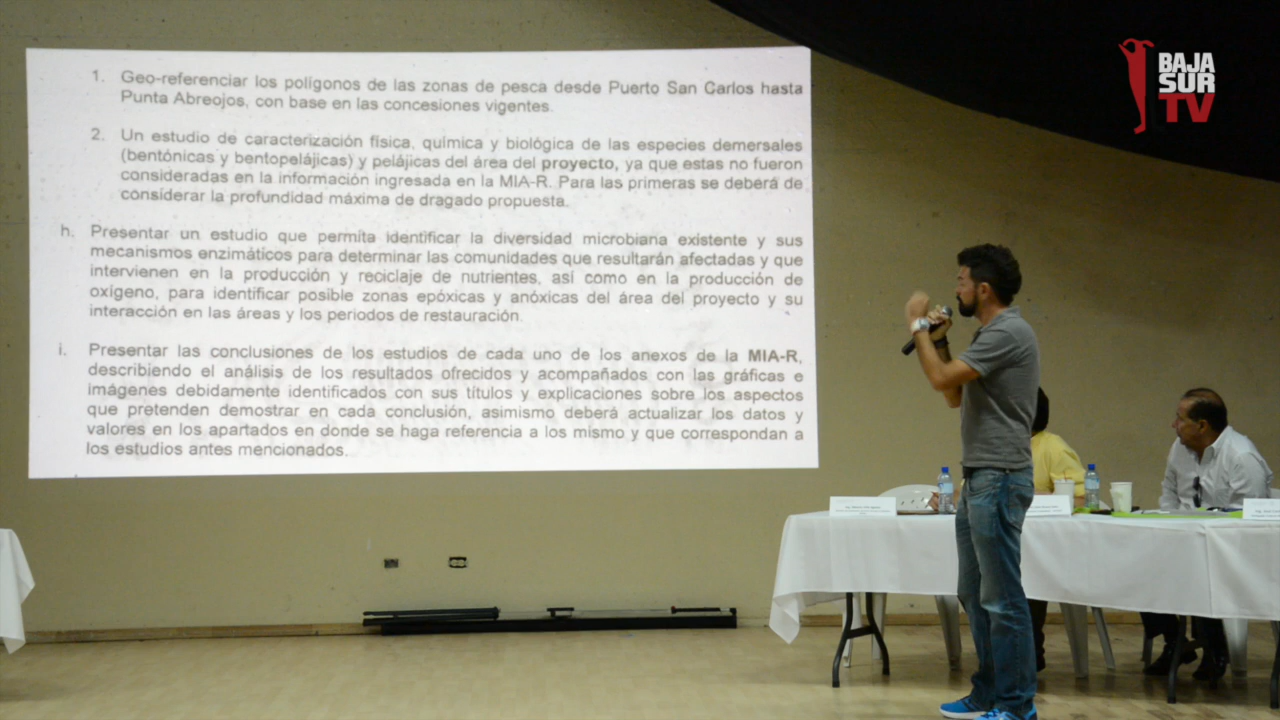 BAJA
SUR
TV
1. Geo-referenciar los polígonos de las zonas de pesca desde Puerto San Carlos hasta
Punta Abreojos, con base en las concesiones vigentes.
2. Un estudio de caracterización física, química y biológica de las especies demersales
(bentónicas y bentopelájicas) y pelájicas del área del proyecto, ya que estas no fueron
consideradas en la información ingresada en la MIA-R. Para las primeras se deberá de
considerar la profundidad máxima de dragado propuesta.
h. Presentar un estudio que permita identificar la diversidad microbiana existente y sus
mecanismos enzimáticos para determinar las comunidades que resultarán afectadas y que
intervienen en la producción y reciclaje de nutrientes, así como en la producción de
oxígeno, para identificar posible zonas epóxicas y anóxicas del área del proyecto y su
interacción en las áreas y los periodos de restauración.
i. Presentar las conclusiones de los estudios de cada uno de los anexos de la MIA-R,
describiendo el análisis de los resultados ofrecidos y acompañados con las gráficas e
imágenes debidamente identificados con sus títulos y explicaciones sobre los aspectos
que pretenden demostrar en cada conclusión, asimismo deberá actualizar los datos y
valores en los apartados en donde se haga referencia a los mismo y que correspondan a
los estudios antes mencionados.